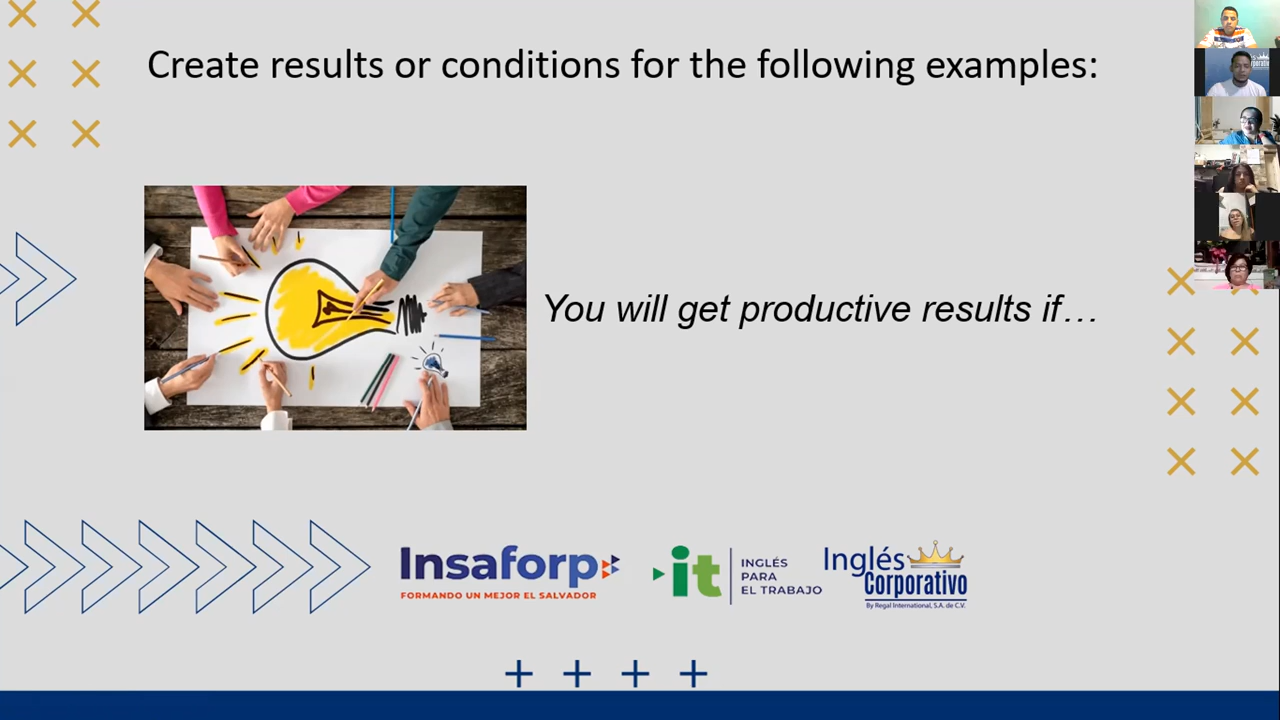 Create results or conditions for the following examples:
You will get productive results if…
Insaforp
FORMANDO UN MEJOR EL SALVADOR
it
INGLÉS
PARA
EL TRABAJO
Inglés
Corporativo
By Regal International, S.A. de C.V.